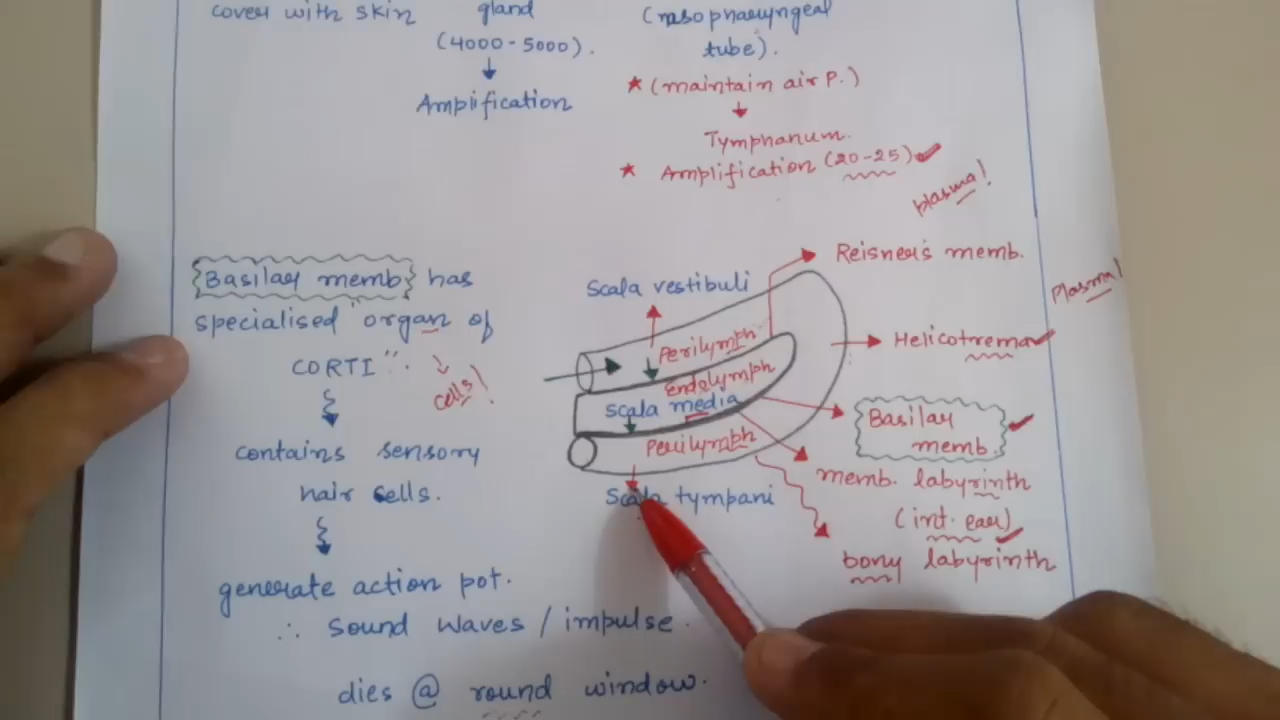 cover with skin
gland
(4000-5000).
Ampification
(nasopharyngeal
tube).
* (maintain air P.)
Tymphanum.
* Amplification (20-25)
plasma!
Basilar memb. has
specialised "organ of
CORTI".
cells!
contains sensory
hair cells.
generate action pot.
∴ sound waves / impulse.
dies @ round window.
Scala vestibuli
Reisner's memb.
Plasma!
Perilymph
Helicotrema
Endolymph
Scala media
Basilar
memb.
Perilymph
memb. labyrinth
(int. ear)
Scala tympani
bony labyrinth